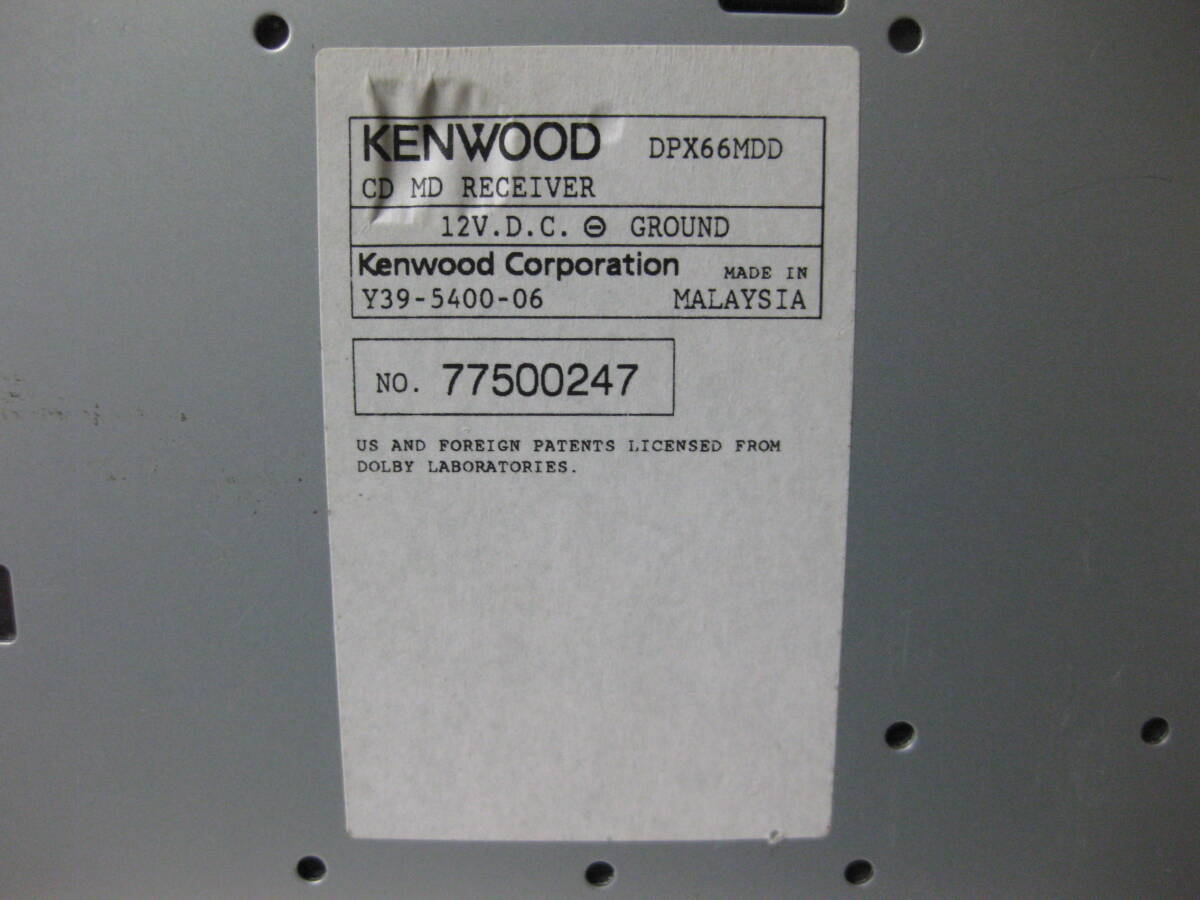 KENWOOD DPX66MDD
CD MD RECEIVER
12V.D.C. ⊖ GROUND
Kenwood Corporation MADE IN
Y39-5400-06 MALAYSIA
NO. 77500247
US AND FOREIGN PATENTS LICENSED FROM
DOLBY LABORATORIES.